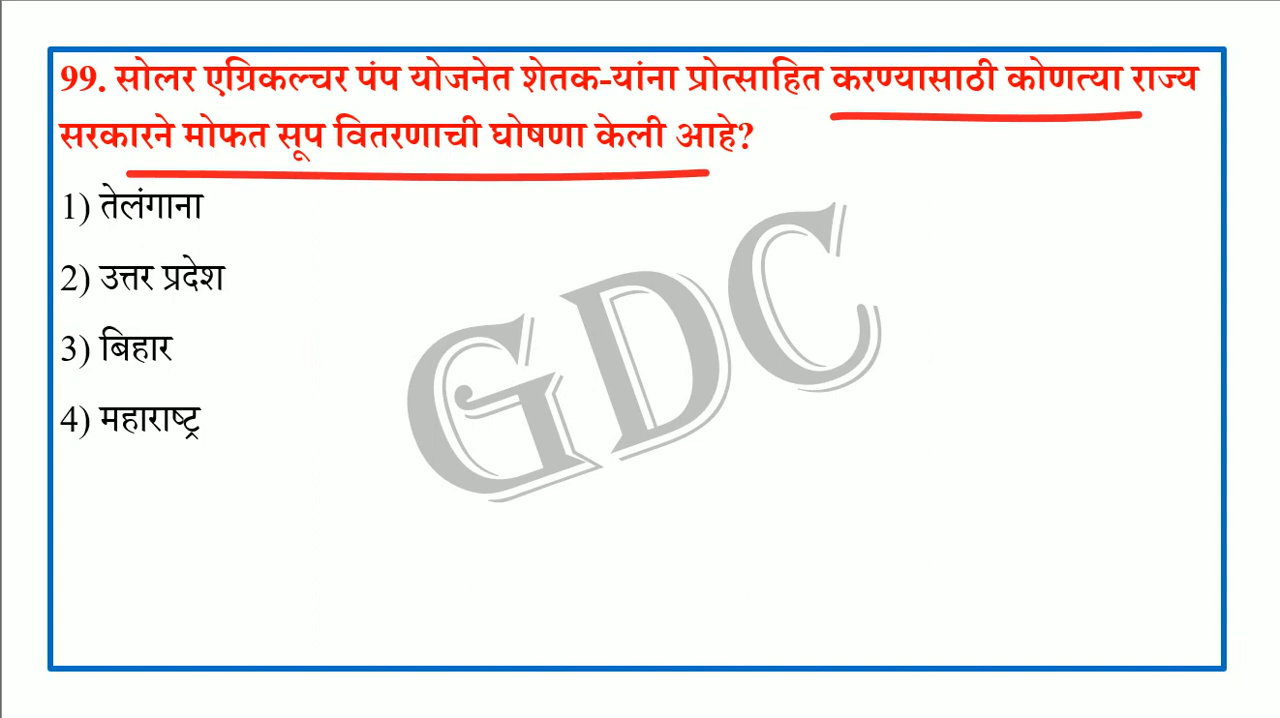 99. सोलर एग्रिकल्चर पंप योजनेत शेतक-यांना प्रोत्साहित करण्यासाठी कोणत्या राज्य
सरकारने मोफत सूप वितरणाची घोषणा केली आहे?
1) तेलंगाना
2) उत्तर प्रदेश
3) बिहार
4) महाराष्ट्र
GDC